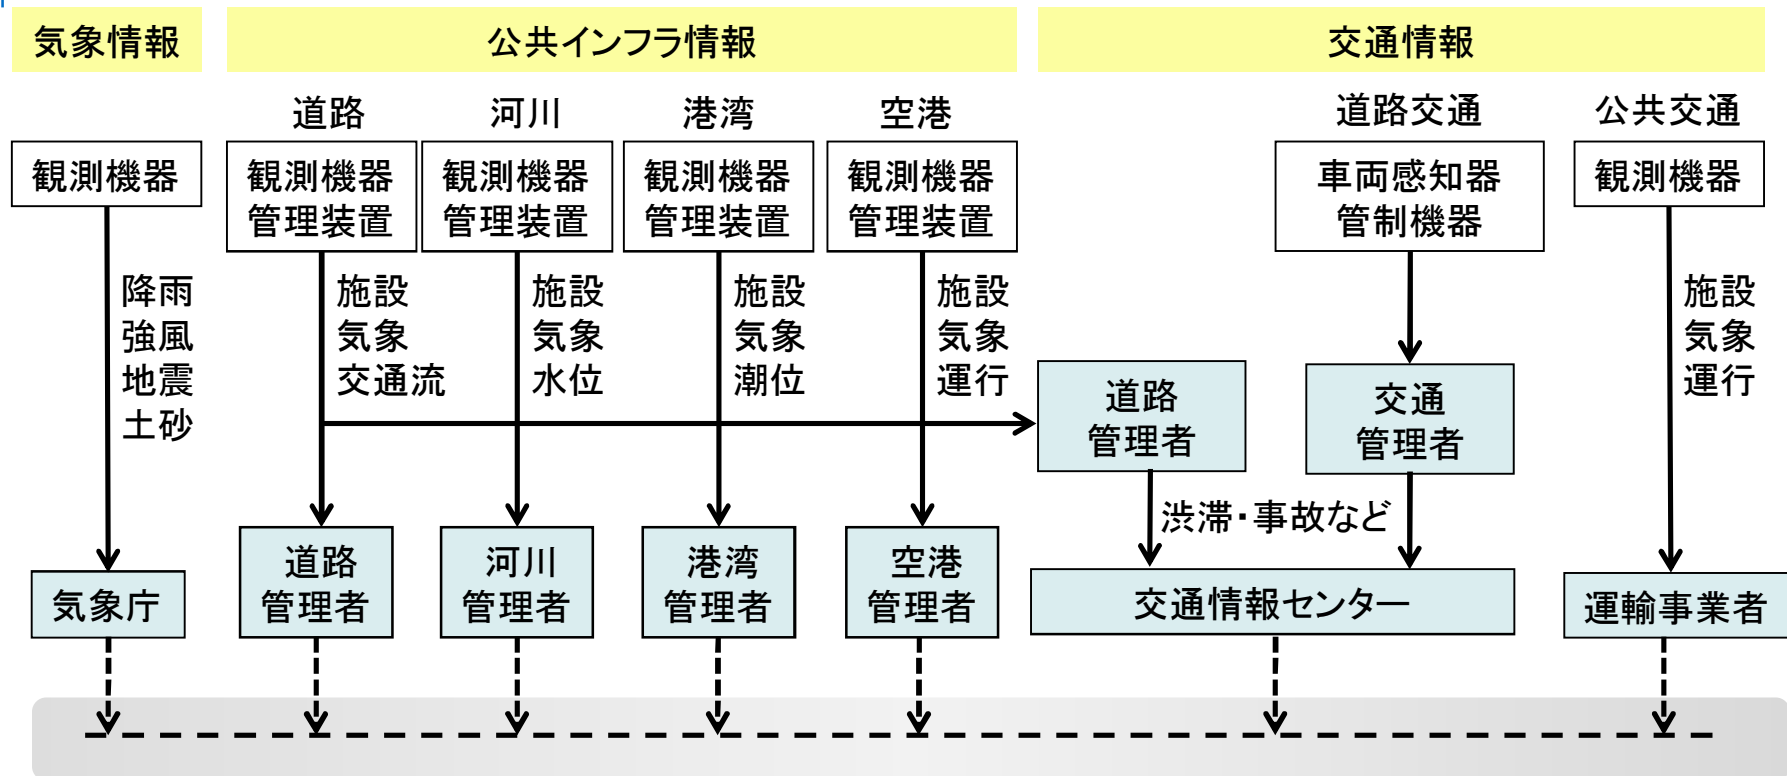 気象情報
公共インフラ情報
交通情報
道路
河川
港湾
空港
道路交通
公共交通
観測機器
観測機器
管理装置
観測機器
管理装置
観測機器
管理装置
観測機器
管理装置
車両感知器
管制機器
観測機器
降雨
強風
地震
土砂
施設
気象
交通流
施設
気象
水位
施設
気象
潮位
施設
気象
運行
施設
気象
運行
道路
管理者
交通
管理者
渋滞・事故など
気象庁
道路
管理者
河川
管理者
港湾
管理者
空港
管理者
交通情報センター
運輸事業者